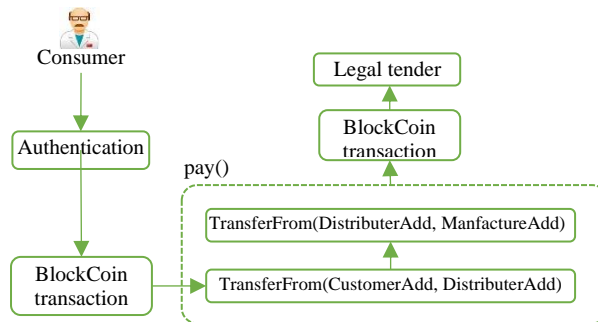 Consumer
Legal tender
BlockCoin
transaction
Authentication
pay()
TransferFrom(DistributerAdd, ManfactureAdd)
BlockCoin
transaction
TransferFrom(CustomerAdd, DistributerAdd)